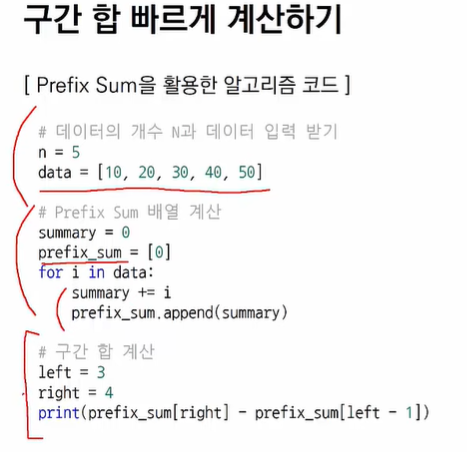 구간 합 빠르게 계산하기
[ Prefix Sum을 활용한 알고리즘 코드 ]
# 데이터의 개수 N과 데이터 입력 받기
n = 5
data = [10, 20, 30, 40, 50]
# Prefix Sum 배열 계산
summary = 0
prefix_sum = [0]
for i in data:
    summary += i
    prefix_sum.append(summary)
# 구간 합 계산
left = 3
right = 4
print(prefix_sum[right] - prefix_sum[left - 1])